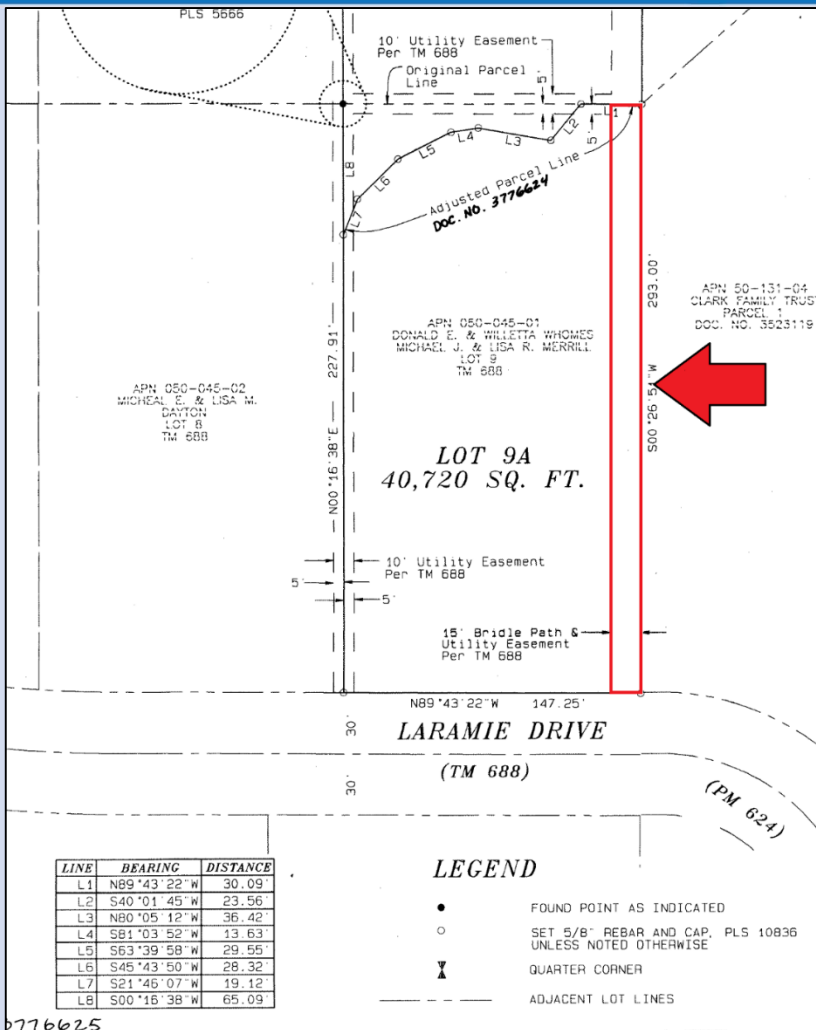 PLS 5666
10' Utility Easement
Per TM 688
Original Parcel
Line
5'
L1
L2
5'
L3
L4
L5
L6
L7
L8
Adjusted Parcel Line
DOC. NO. 3776624
293.00'
S00°26'51"W
APN 50-131-04
CLARK FAMILY TRUST
PARCEL 1
DOC. NO. 3523119
APN 050-045-01
DONALD E. & WILLETTA WHOMES
MICHAEL J. & LISA R. MERRILL
LOT 9
TM 688
227.91'
N00°16'38"E
APN 050-045-02
MICHEAL E. & LISA M.
DAYTON
LOT 8
TM 688
LOT 9A
40,720 SQ. FT.
10' Utility Easement
Per TM 688
5'
5'
15' Bridle Path &
Utility Easement
Per TM 688
N89°43'22"W 147.25'
30'
LARAMIE DRIVE
(TM 688)
30'
(PM 624)
LINE BEARING DISTANCE
L1 N89°43'22"W 30.09'
L2 S40°01'45"W 23.56'
L3 N80°05'12"W 36.42'
L4 S81°03'52"W 13.63'
L5 S63°39'58"W 29.55'
L6 S45°43'50"W 28.32'
L7 S21°46'07"W 19.12'
L8 S00°16'38"W 65.09'
LEGEND
FOUND POINT AS INDICATED
SET 5/8" REBAR AND CAP, PLS 10836
UNLESS NOTED OTHERWISE
QUARTER CORNER
ADJACENT LOT LINES
3776625